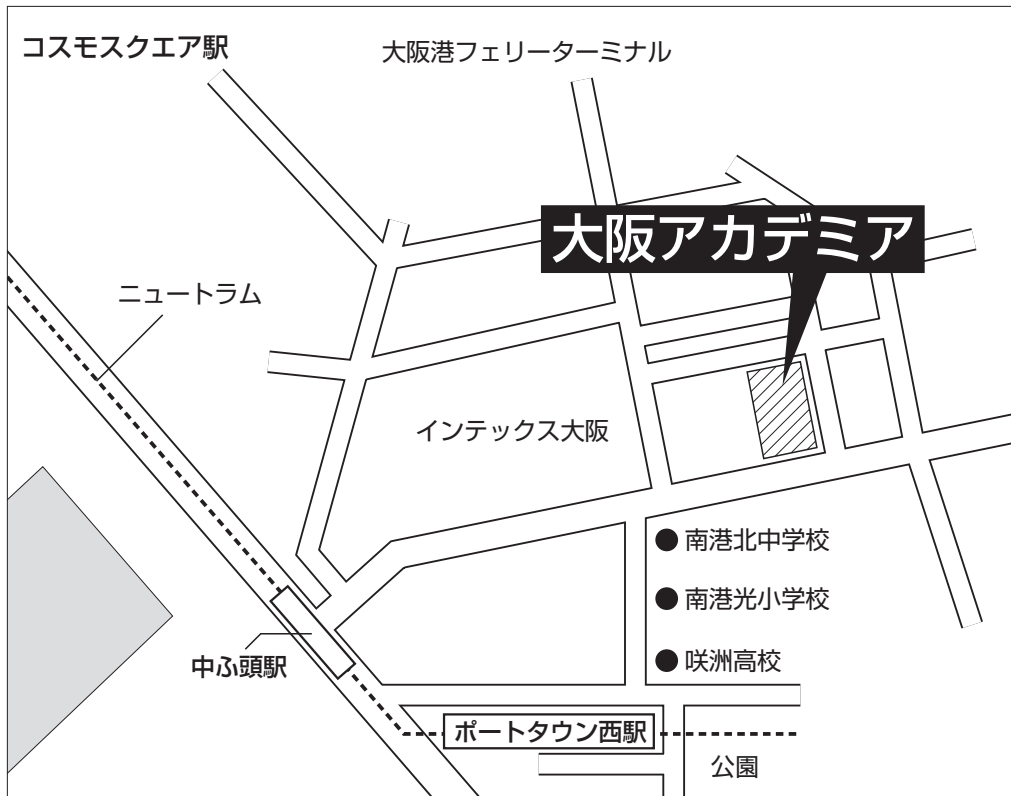 コスモスクエア駅
大阪港フェリーターミナル
大阪アカデミア
ニュートラム
インテックス大阪
南港北中学校
南港光小学校
咲洲高校
中ふ頭駅
ポートタウン西駅
公園